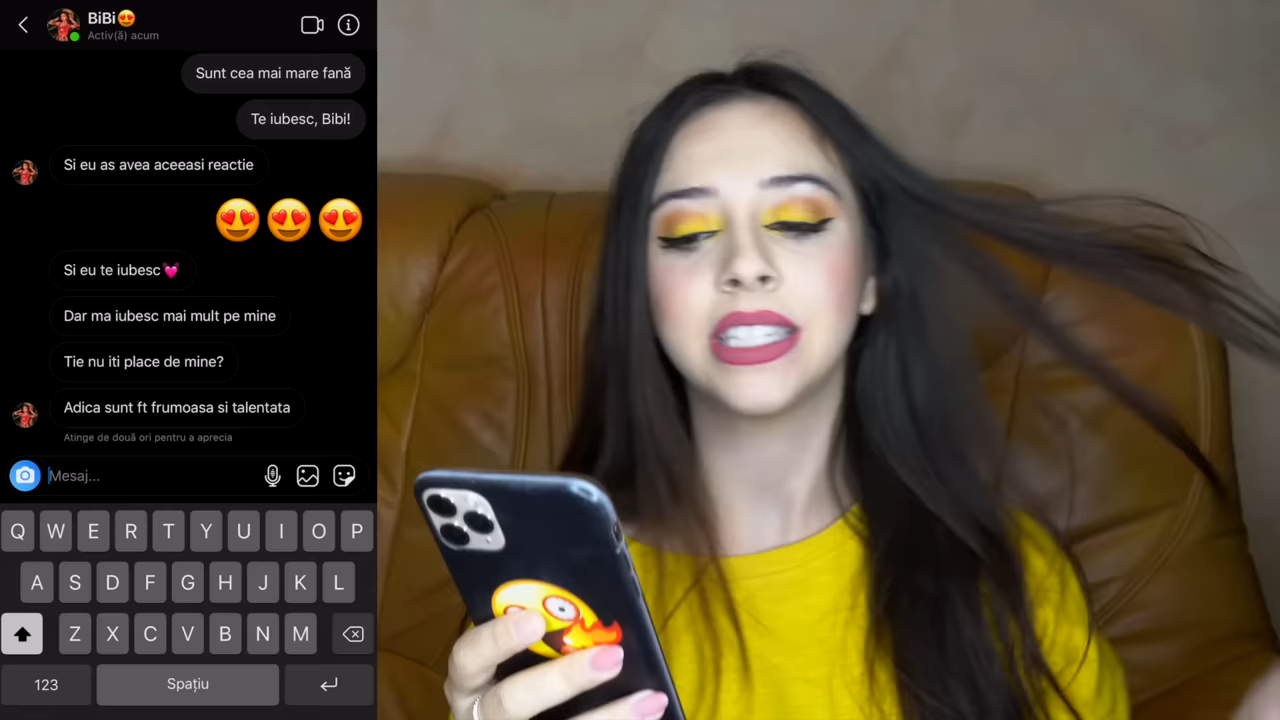 BiBi😍
Activ(ă) acum
Sunt cea mai mare fană
Te iubesc, Bibi!
Si eu as avea aceeasi reactie
😍😍😍
Si eu te iubesc💓
Dar ma iubesc mai mult pe mine
Tie nu iti place de mine?
Adica sunt ft frumoasa si talentata
Atinge de două ori pentru a aprecia
Mesaj...
Q W E R T Y U I O P
A S D F G H J K L
Z X C V B N M
123 Spațiu